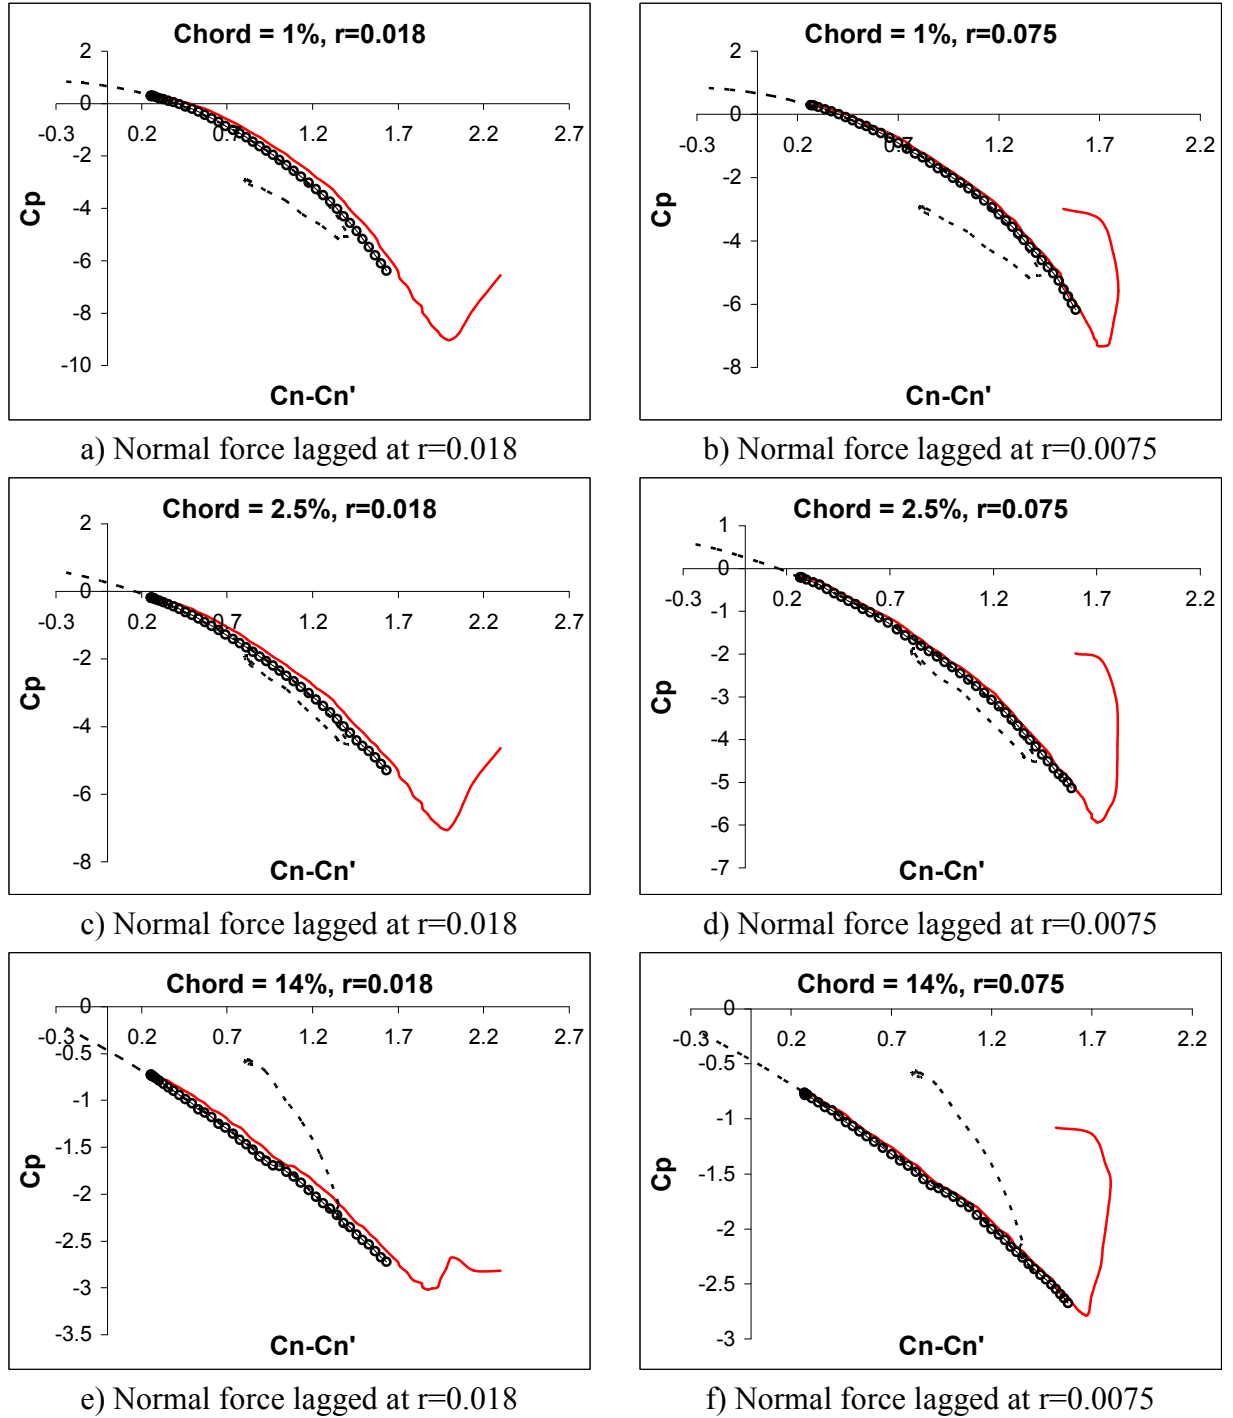 Chord = 1%, r=0.018
2
0
-0.3 0.2 0.7 1.2 1.7 2.2 2.7
-2
-4
-6
-8
-10
Cp
Cn-Cn'
a) Normal force lagged at r=0.018
Chord = 1%, r=0.075
2
0
-0.3 0.2 0.7 1.2 1.7 2.2
-2
-4
-6
-8
Cp
Cn-Cn'
b) Normal force lagged at r=0.0075
Chord = 2.5%, r=0.018
2
0
-0.3 0.2 0.7 1.2 1.7 2.2 2.7
-2
-4
-6
-8
Cp
Cn-Cn'
c) Normal force lagged at r=0.018
Chord = 2.5%, r=0.075
1
0
-0.3 0.2 0.7 1.2 1.7 2.2
-1
-2
-3
-4
-5
-6
-7
Cp
Cn-Cn'
d) Normal force lagged at r=0.0075
Chord = 14%, r=0.018
0
-0.3 0.2 0.7 1.2 1.7 2.2 2.7
-0.5
-1
-1.5
-2
-2.5
-3
-3.5
Cp
Cn-Cn'
e) Normal force lagged at r=0.018
Chord = 14%, r=0.075
0
-0.3 0.2 0.7 1.2 1.7 2.2
-0.5
-1
-1.5
-2
-2.5
-3
Cp
Cn-Cn'
f) Normal force lagged at r=0.0075